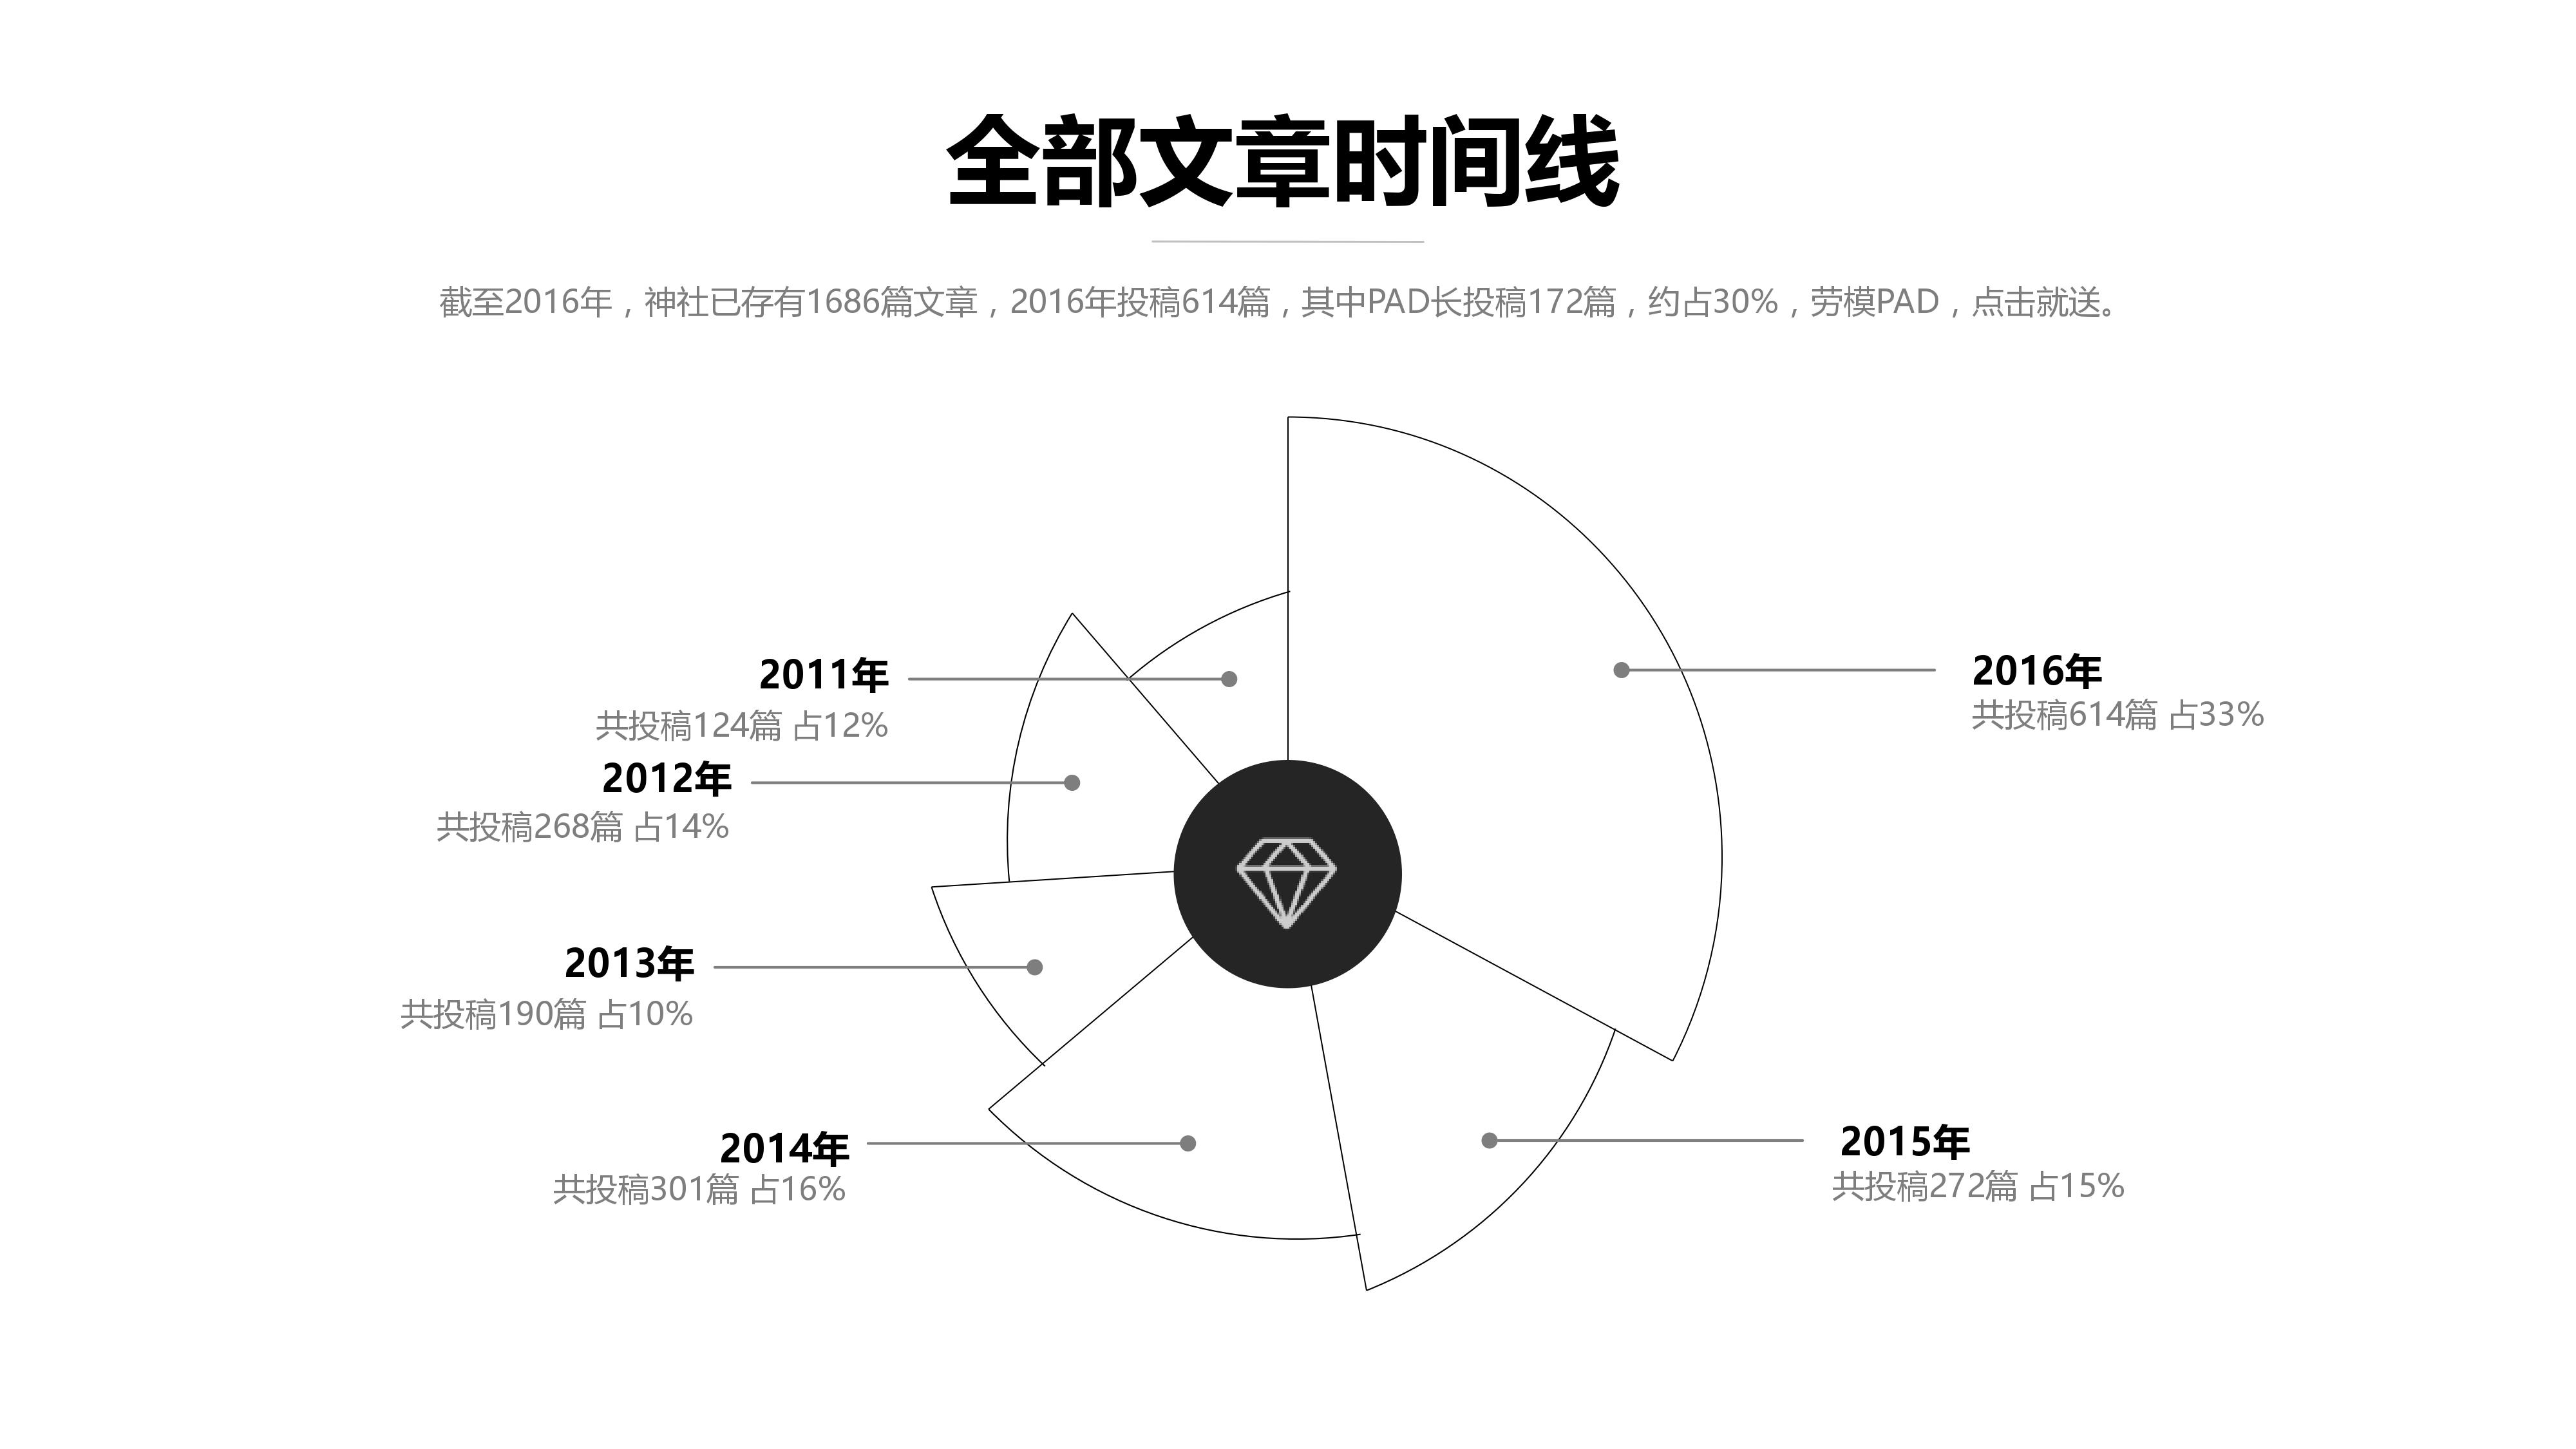 全部文章时间线
截至2016年，神社已存有1686篇文章，2016年投稿614篇，其中PAD长投稿172篇，约占30%，劳模PAD，点击就送。
2011年
共投稿124篇 占12%
2012年
共投稿268篇 占14%
2013年
共投稿190篇 占10%
2014年
共投稿301篇 占16%
2016年
共投稿614篇 占33%
2015年
共投稿272篇 占15%